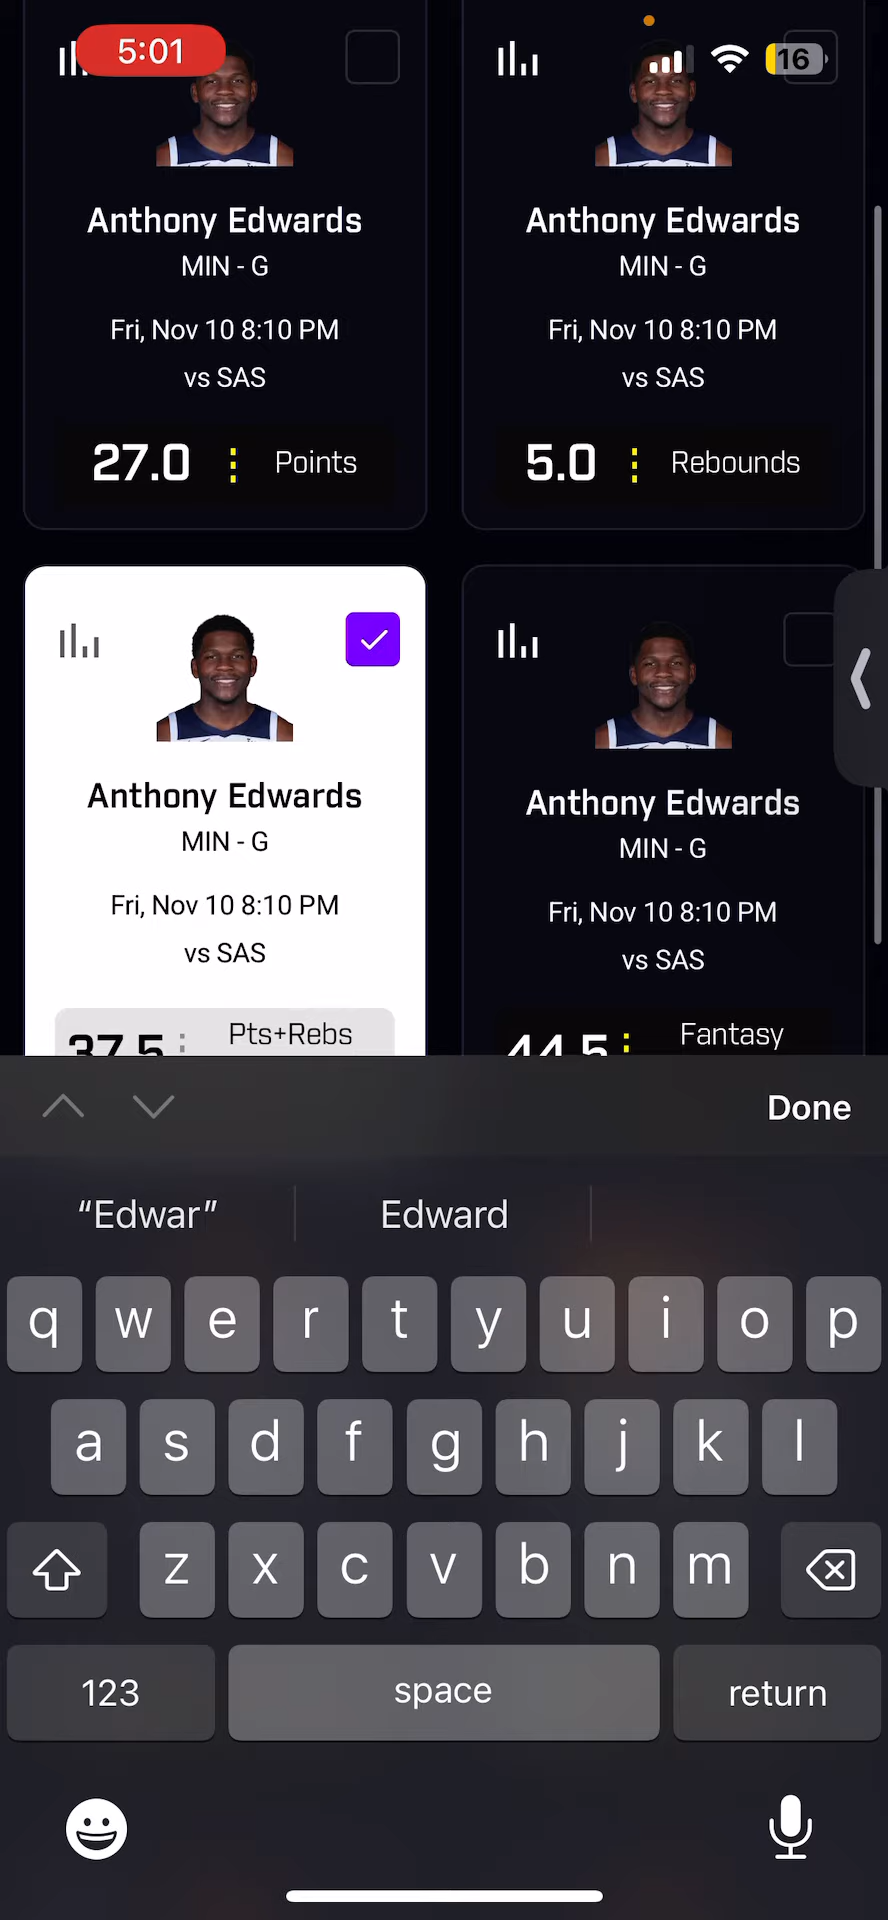 5:01
16
Anthony Edwards
MIN - G
Fri, Nov 10 8:10 PM
vs SAS
27.0 Points
Anthony Edwards
MIN - G
Fri, Nov 10 8:10 PM
vs SAS
5.0 Rebounds
Anthony Edwards
MIN - G
Fri, Nov 10 8:10 PM
vs SAS
37.5 Pts+Rebs
Anthony Edwards
MIN - G
Fri, Nov 10 8:10 PM
vs SAS
44.5 Fantasy
Done
“Edwar” Edward
q w e r t y u i o p
a s d f g h j k l
z x c v b n m
123 space return